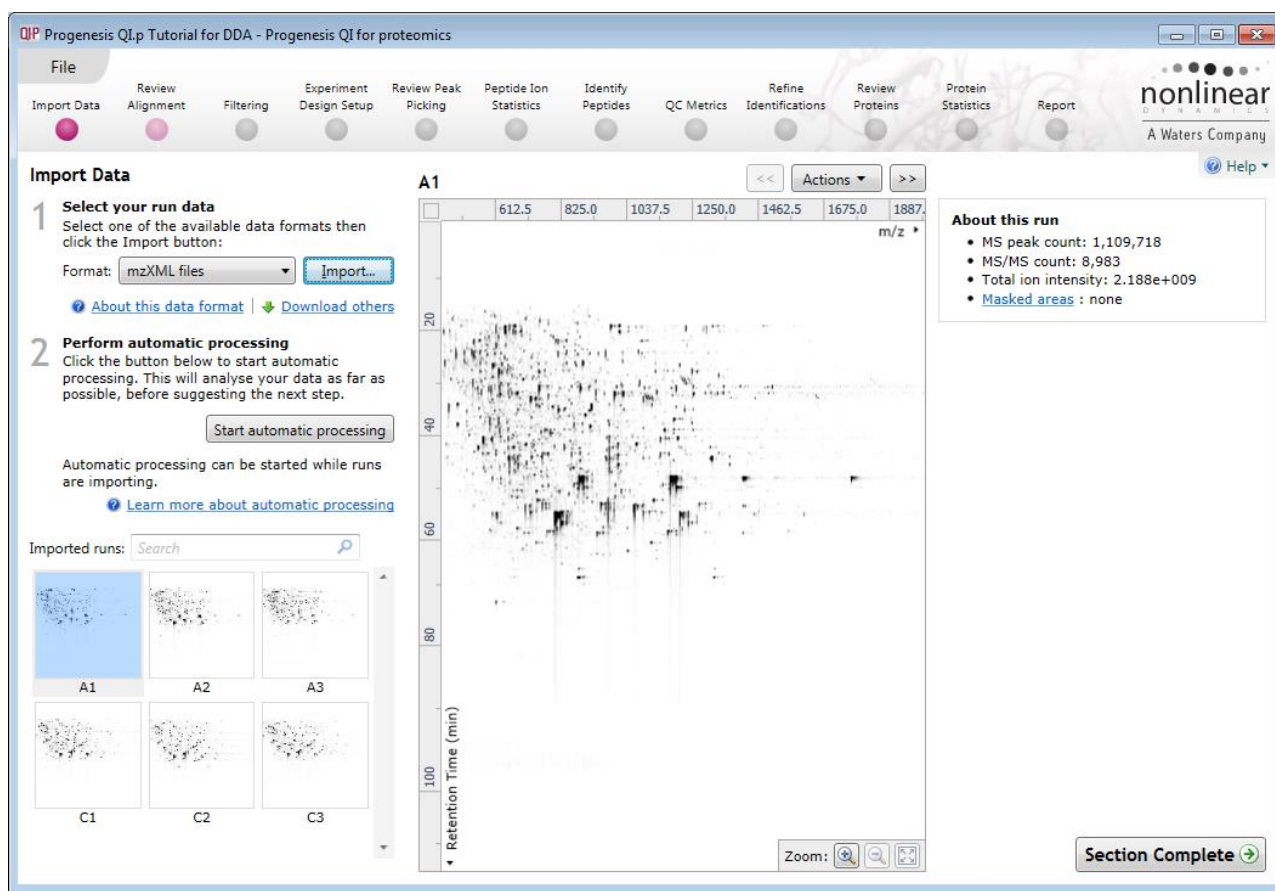 QIP Progenesis QI.p Tutorial for DDA - Progenesis QI for proteomics
File
Import Data
Review
Alignment
Filtering
Experiment
Design Setup
Review Peak
Picking
Peptide Ion
Statistics
Identify
Peptides
QC Metrics
Refine
Identifications
Review
Proteins
Protein
Statistics
Report
nonlinear
DYNAMICS
A Waters Company
Help
Import Data
1 Select your run data
Select one of the available data formats then
click the Import button:
Format: mzXML files Import...
About this data format | Download others
2 Perform automatic processing
Click the button below to start automatic
processing. This will analyse your data as far as
possible, before suggesting the next step.
Start automatic processing
Automatic processing can be started while runs
are importing.
Learn more about automatic processing
Imported runs: Search
A1 A2 A3
C1 C2 C3
A1
<< Actions >>
612.5 825.0 1037.5 1250.0 1462.5 1675.0 1887.
m/z
20
40
60
80
100
Retention Time (min)
Zoom:
About this run
• MS peak count: 1,109,718
• MS/MS count: 8,983
• Total ion intensity: 2.188e+009
• Masked areas : none
Section Complete